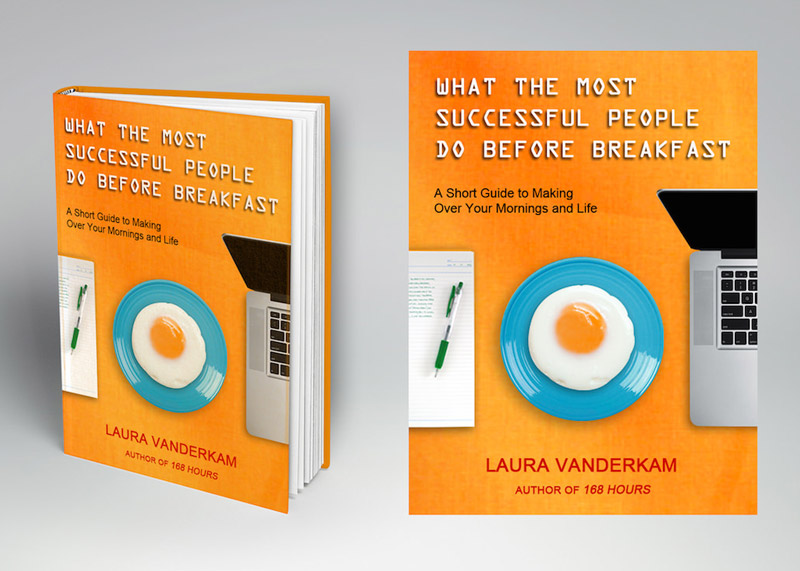 WHAT THE MOST
SUCCESSFUL PEOPLE
DO BEFORE BREAKFAST
A Short Guide to Making
Over Your Mornings and Life
LAURA VANDERKAM
AUTHOR OF 168 HOURS
WHAT THE MOST
SUCCESSFUL PEOPLE
DO BEFORE BREAKFAST
A Short Guide to Making
Over Your Mornings and Life
LAURA VANDERKAM
AUTHOR OF 168 HOURS